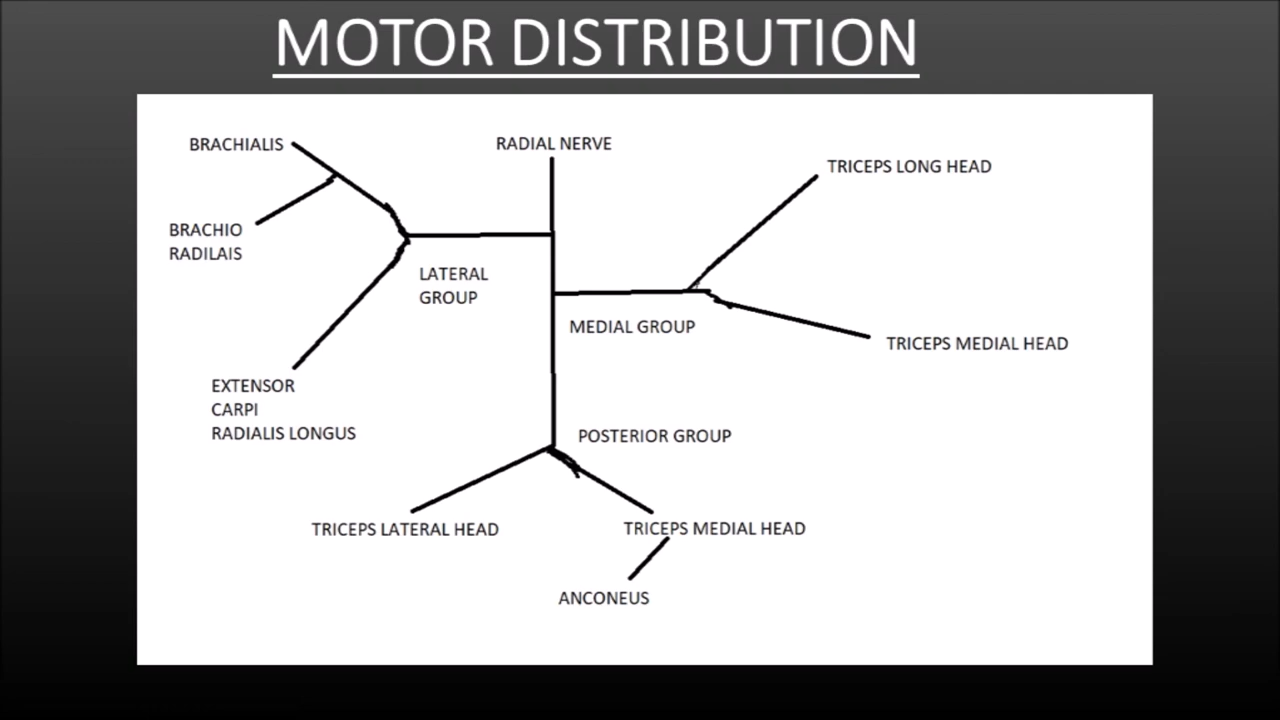 MOTOR DISTRIBUTION
BRACHIALIS
RADIAL NERVE
TRICEPS LONG HEAD
BRACHIO
RADILAIS
LATERAL
GROUP
MEDIAL GROUP
TRICEPS MEDIAL HEAD
EXTENSOR
CARPI
RADIALIS LONGUS
POSTERIOR GROUP
TRICEPS LATERAL HEAD
TRICEPS MEDIAL HEAD
ANCONEUS